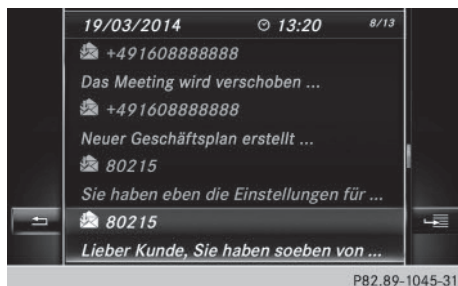 19/03/2014 13:20 8/13
+491608888888
Das Meeting wird verschoben ...
+491608888888
Neuer Geschäftsplan erstellt ...
80215
Sie haben eben die Einstellungen für ...
80215
Lieber Kunde, Sie haben soeben von ...
P82.89-1045-31